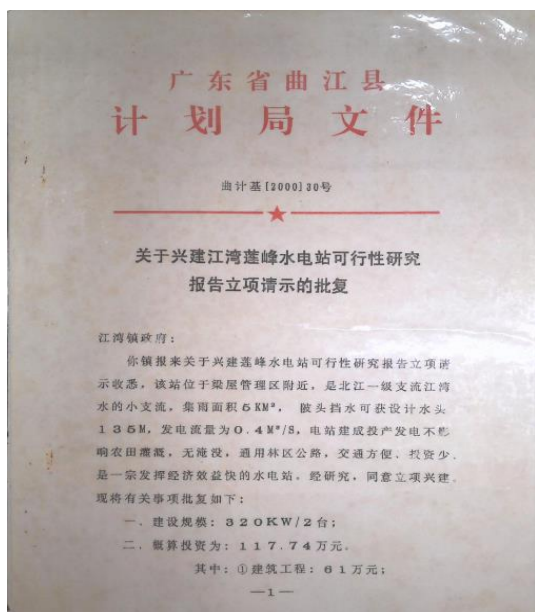 广东省曲江县
计划局文件
曲计基[2000]30号
关于兴建江湾莲峰水电站可行性研究
报告立项请示的批复
江湾镇政府：
你镇报来关于兴建莲峰水电站可行性研究报告立项请
示收悉，该站位于梁屋管理区附近，是北江一级支流江湾
水的小支流，集雨面积5KM²，陂头挡水可获设计水头
135M，发电流量为0.4M³/S，电站建成投产发电不影
响农田灌溉，无淹没，通用林区公路，交通方便，投资少，
是一宗发挥经济效益快的水电站。经研究，同意立项兴建，
现将有关事项批复如下：
一、建设规模：320KW/2台；
二、概算投资为：117.74万元。
其中：①建筑工程：61万元；
—1—